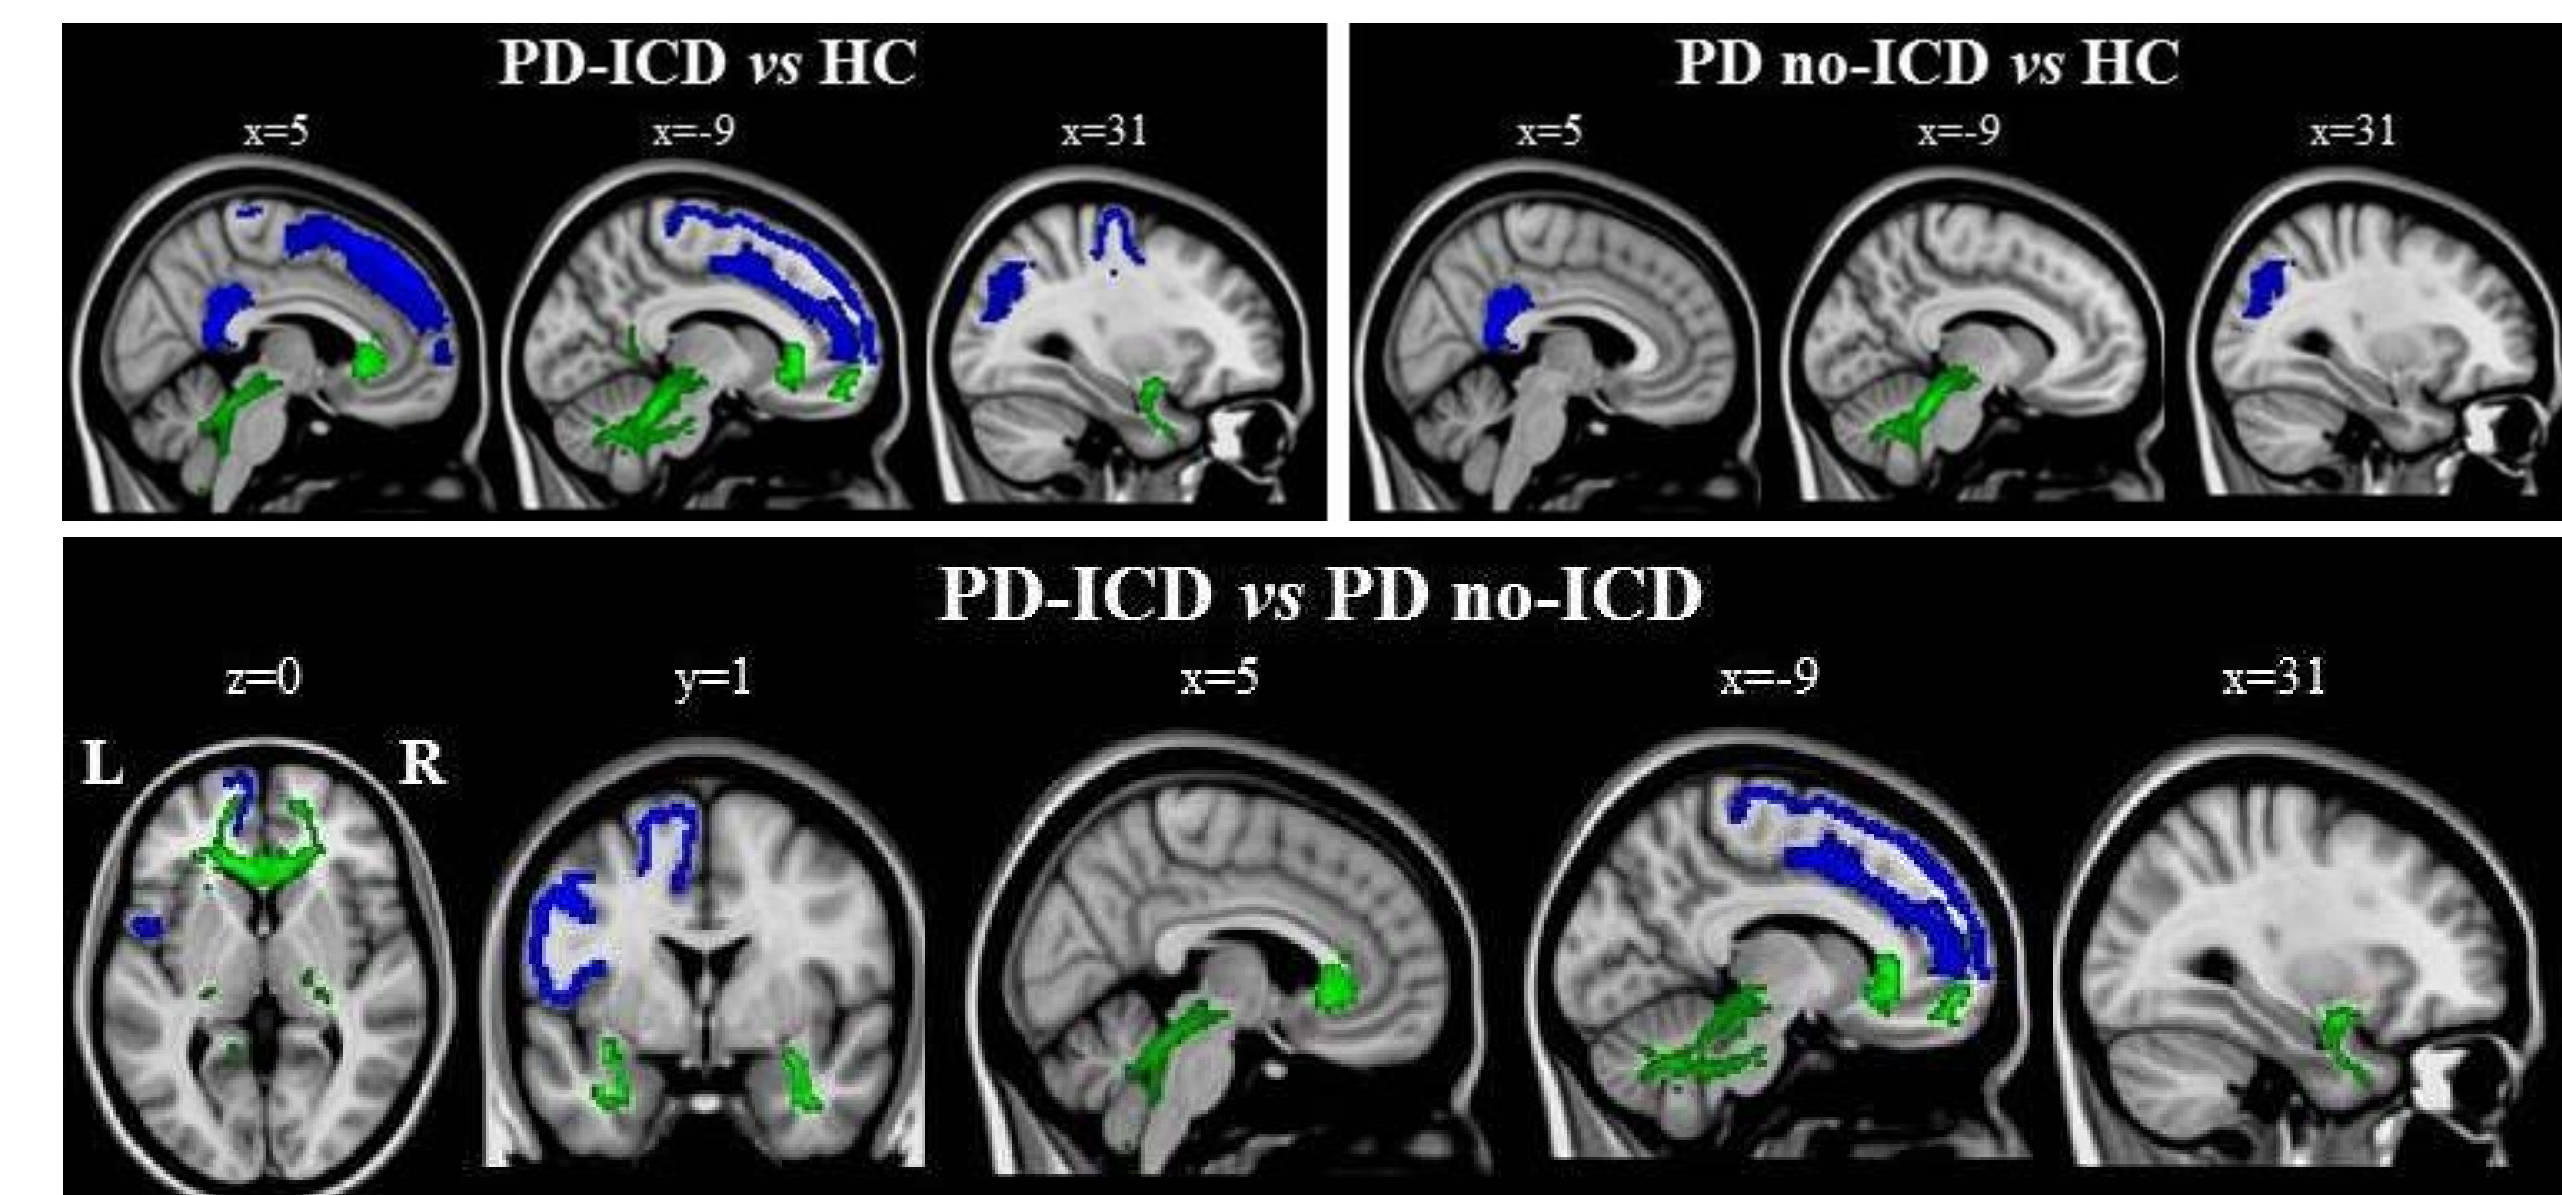 PD-ICD vs HC
x=5 x=-9 x=31
PD no-ICD vs HC
x=5 x=-9 x=31
PD-ICD vs PD no-ICD
z=0 y=1 x=5 x=-9 x=31
L R